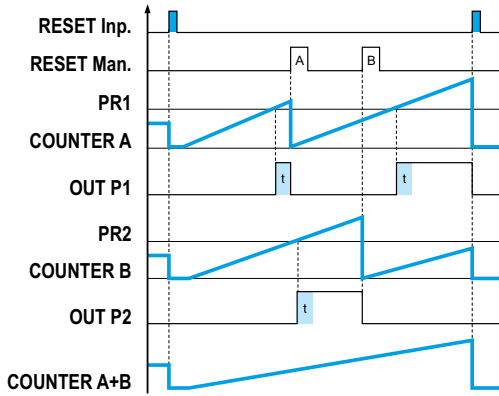 RESET Inp.
RESET Man.
A
B
PR1
COUNTER A
OUT P1
t
t
PR2
COUNTER B
OUT P2
t
COUNTER A+B